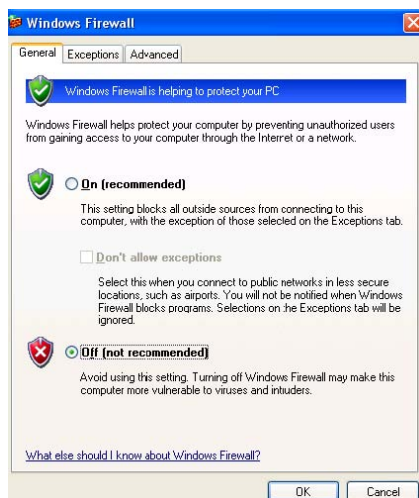 Windows Firewall
General Exceptions Advanced
Windows Firewall is helping to protect your PC
Windows Firewall helps protect your computer by preventing unauthorized users
from gaining access to your computer through the Internet or a network.
On (recommended)
This setting blocks all outside sources from connecting to this
computer, with the exception of those selected on the Exceptions tab.
Don't allow exceptions
Select this when you connect to public networks in less secure
locations, such as airports. You will not be notified when Windows
Firewall blocks programs. Selections on the Exceptions tab will be
ignored.
Off (not recommended)
Avoid using this setting. Turning off Windows Firewall may make this
computer more vulnerable to viruses and intruders.
What else should I know about Windows Firewall?
OK Cancel